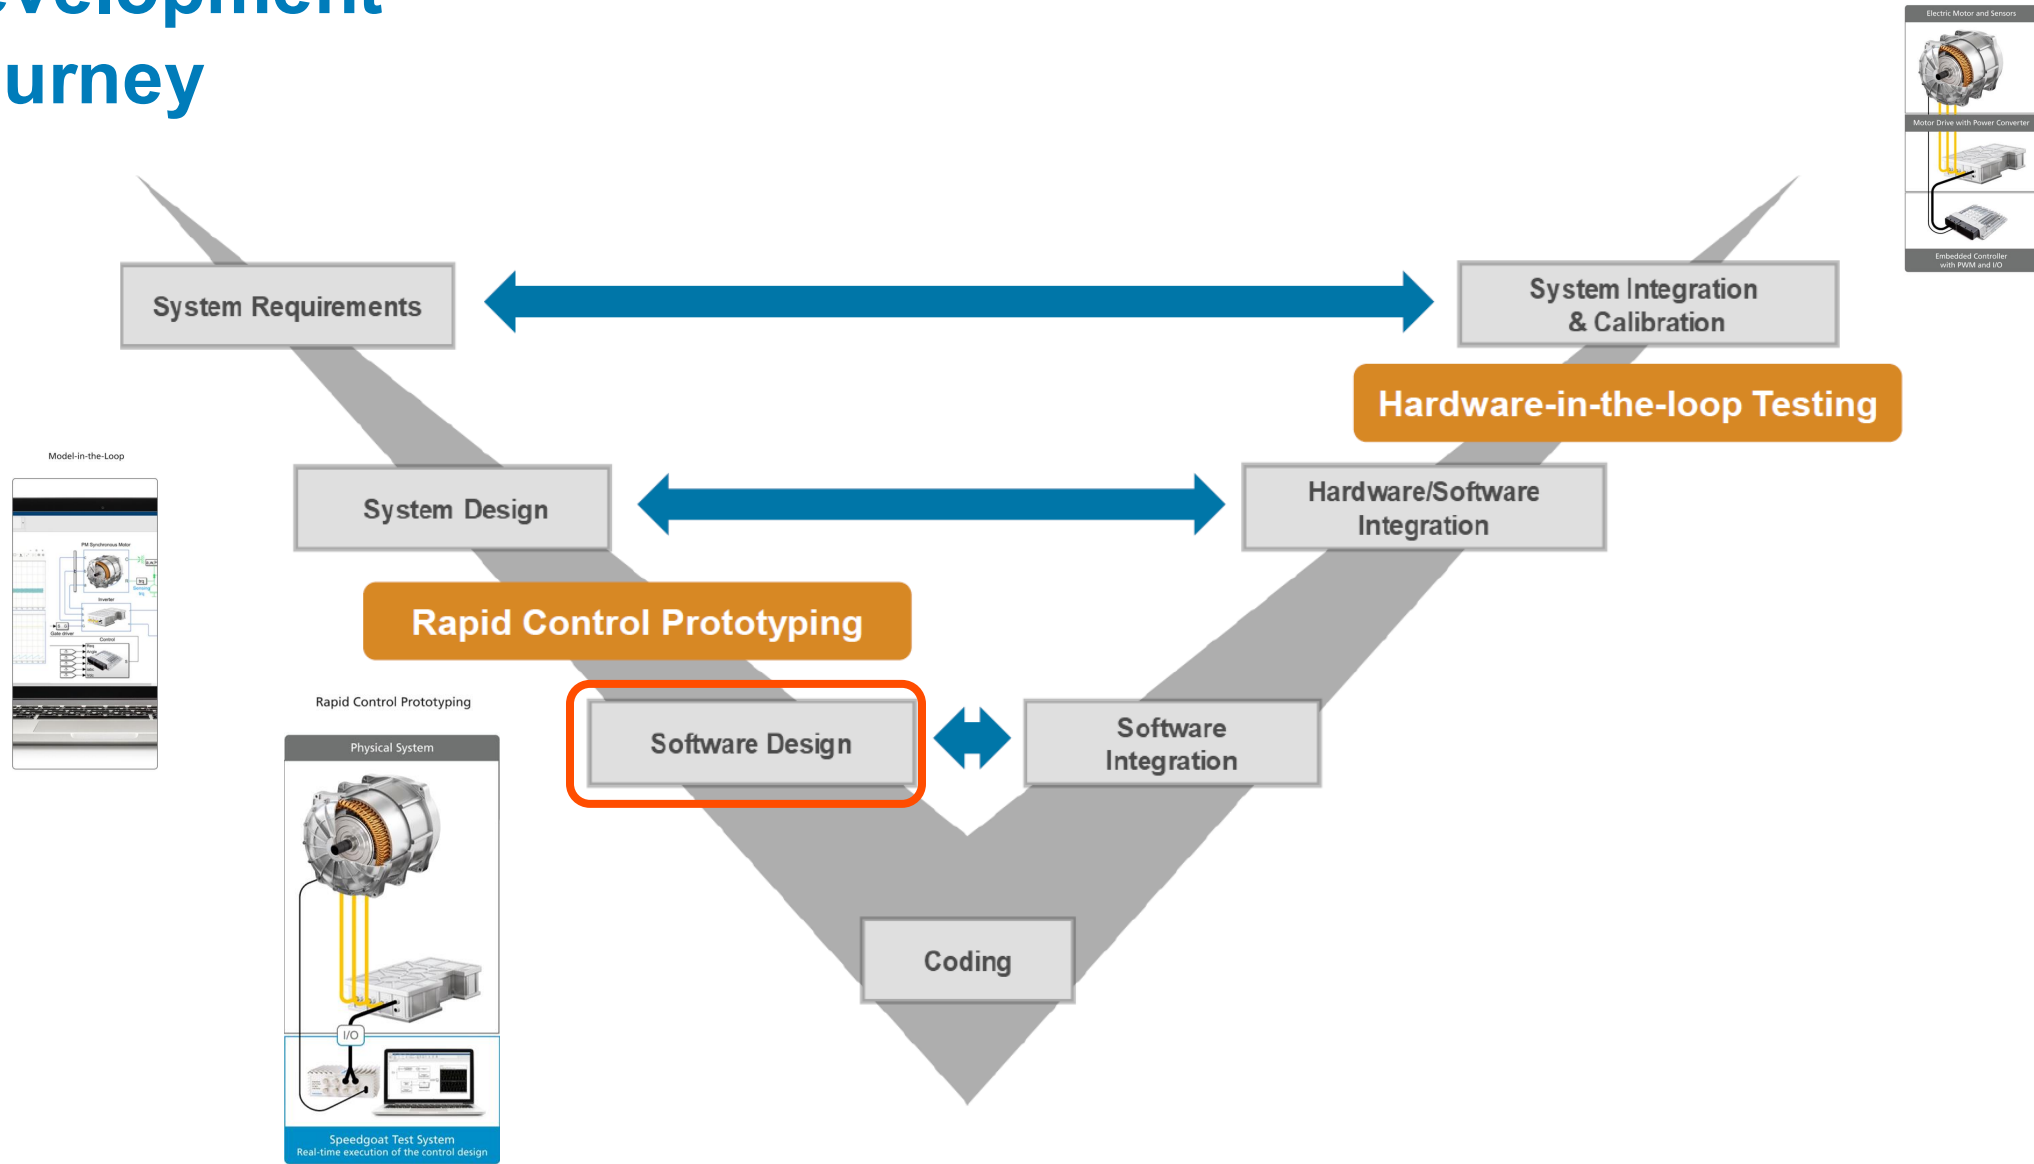 evelopment
urney
Electric Motor and Sensors
Motor Drive with Power Converter
Embedded Controller
with PWM and I/O
System Requirements
System Integration
& Calibration
Hardware-in-the-loop Testing
Model-in-the-Loop
System Design
Hardware/Software
Integration
PM Synchronous Motor
Inverter
Gate driver
Control
Rapid Control Prototyping
Rapid Control Prototyping
Software Design
Software
Integration
Physical System
I/O
Coding
Speedgoat Test System
Real-time execution of the control design